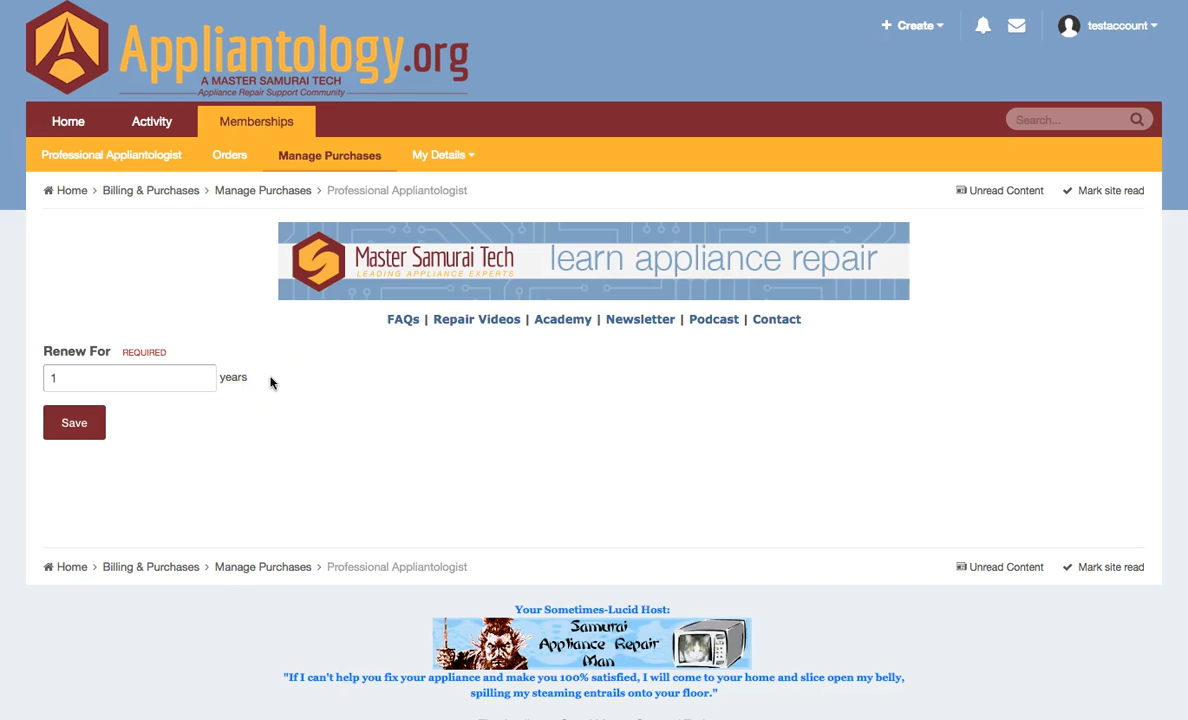 Appliantology.org
A MASTER SAMURAI TECH
Appliance Repair Support Community
+ Create
testaccount
Home Activity Memberships
Search...
Professional Appliantologist Orders Manage Purchases My Details
Home > Billing & Purchases > Manage Purchases > Professional Appliantologist
Unread Content Mark site read
Master Samurai Tech
LEADING APPLIANCE EXPERTS
learn appliance repair
FAQs | Repair Videos | Academy | Newsletter | Podcast | Contact
Renew For REQUIRED
1 years
Save
Home > Billing & Purchases > Manage Purchases > Professional Appliantologist
Unread Content Mark site read
Your Sometimes-Lucid Host:
Samurai
Appliance Repair
Man
"If I can't help you fix your appliance and make you 100% satisfied, I will come to your home and slice open my belly,
spilling my steaming entrails onto your floor."